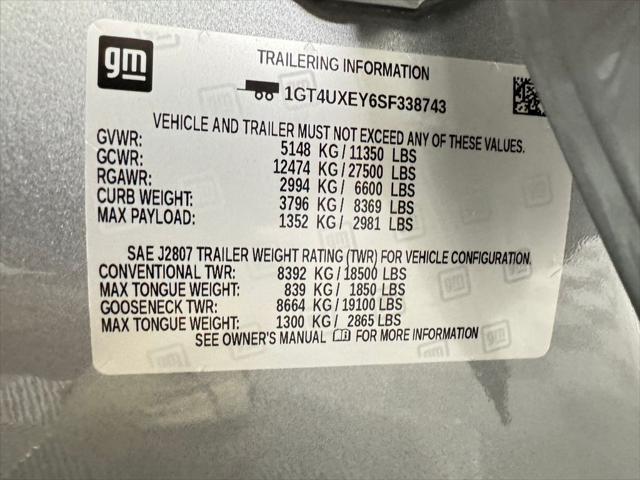 gm
TRAILERING INFORMATION
1GT4UXEY6SF338743
VEHICLE AND TRAILER MUST NOT EXCEED ANY OF THESE VALUES.
GVWR: 5148 KG / 11350 LBS
GCWR: 12474 KG / 27500 LBS
RGAWR: 2994 KG / 6600 LBS
CURB WEIGHT: 3796 KG / 8369 LBS
MAX PAYLOAD: 1352 KG / 2981 LBS
SAE J2807 TRAILER WEIGHT RATING (TWR) FOR VEHICLE CONFIGURATION.
CONVENTIONAL TWR: 8392 KG / 18500 LBS
MAX TONGUE WEIGHT: 839 KG / 1850 LBS
GOOSENECK TWR: 8664 KG / 19100 LBS
MAX TONGUE WEIGHT: 1300 KG / 2865 LBS
SEE OWNER'S MANUAL FOR MORE INFORMATION